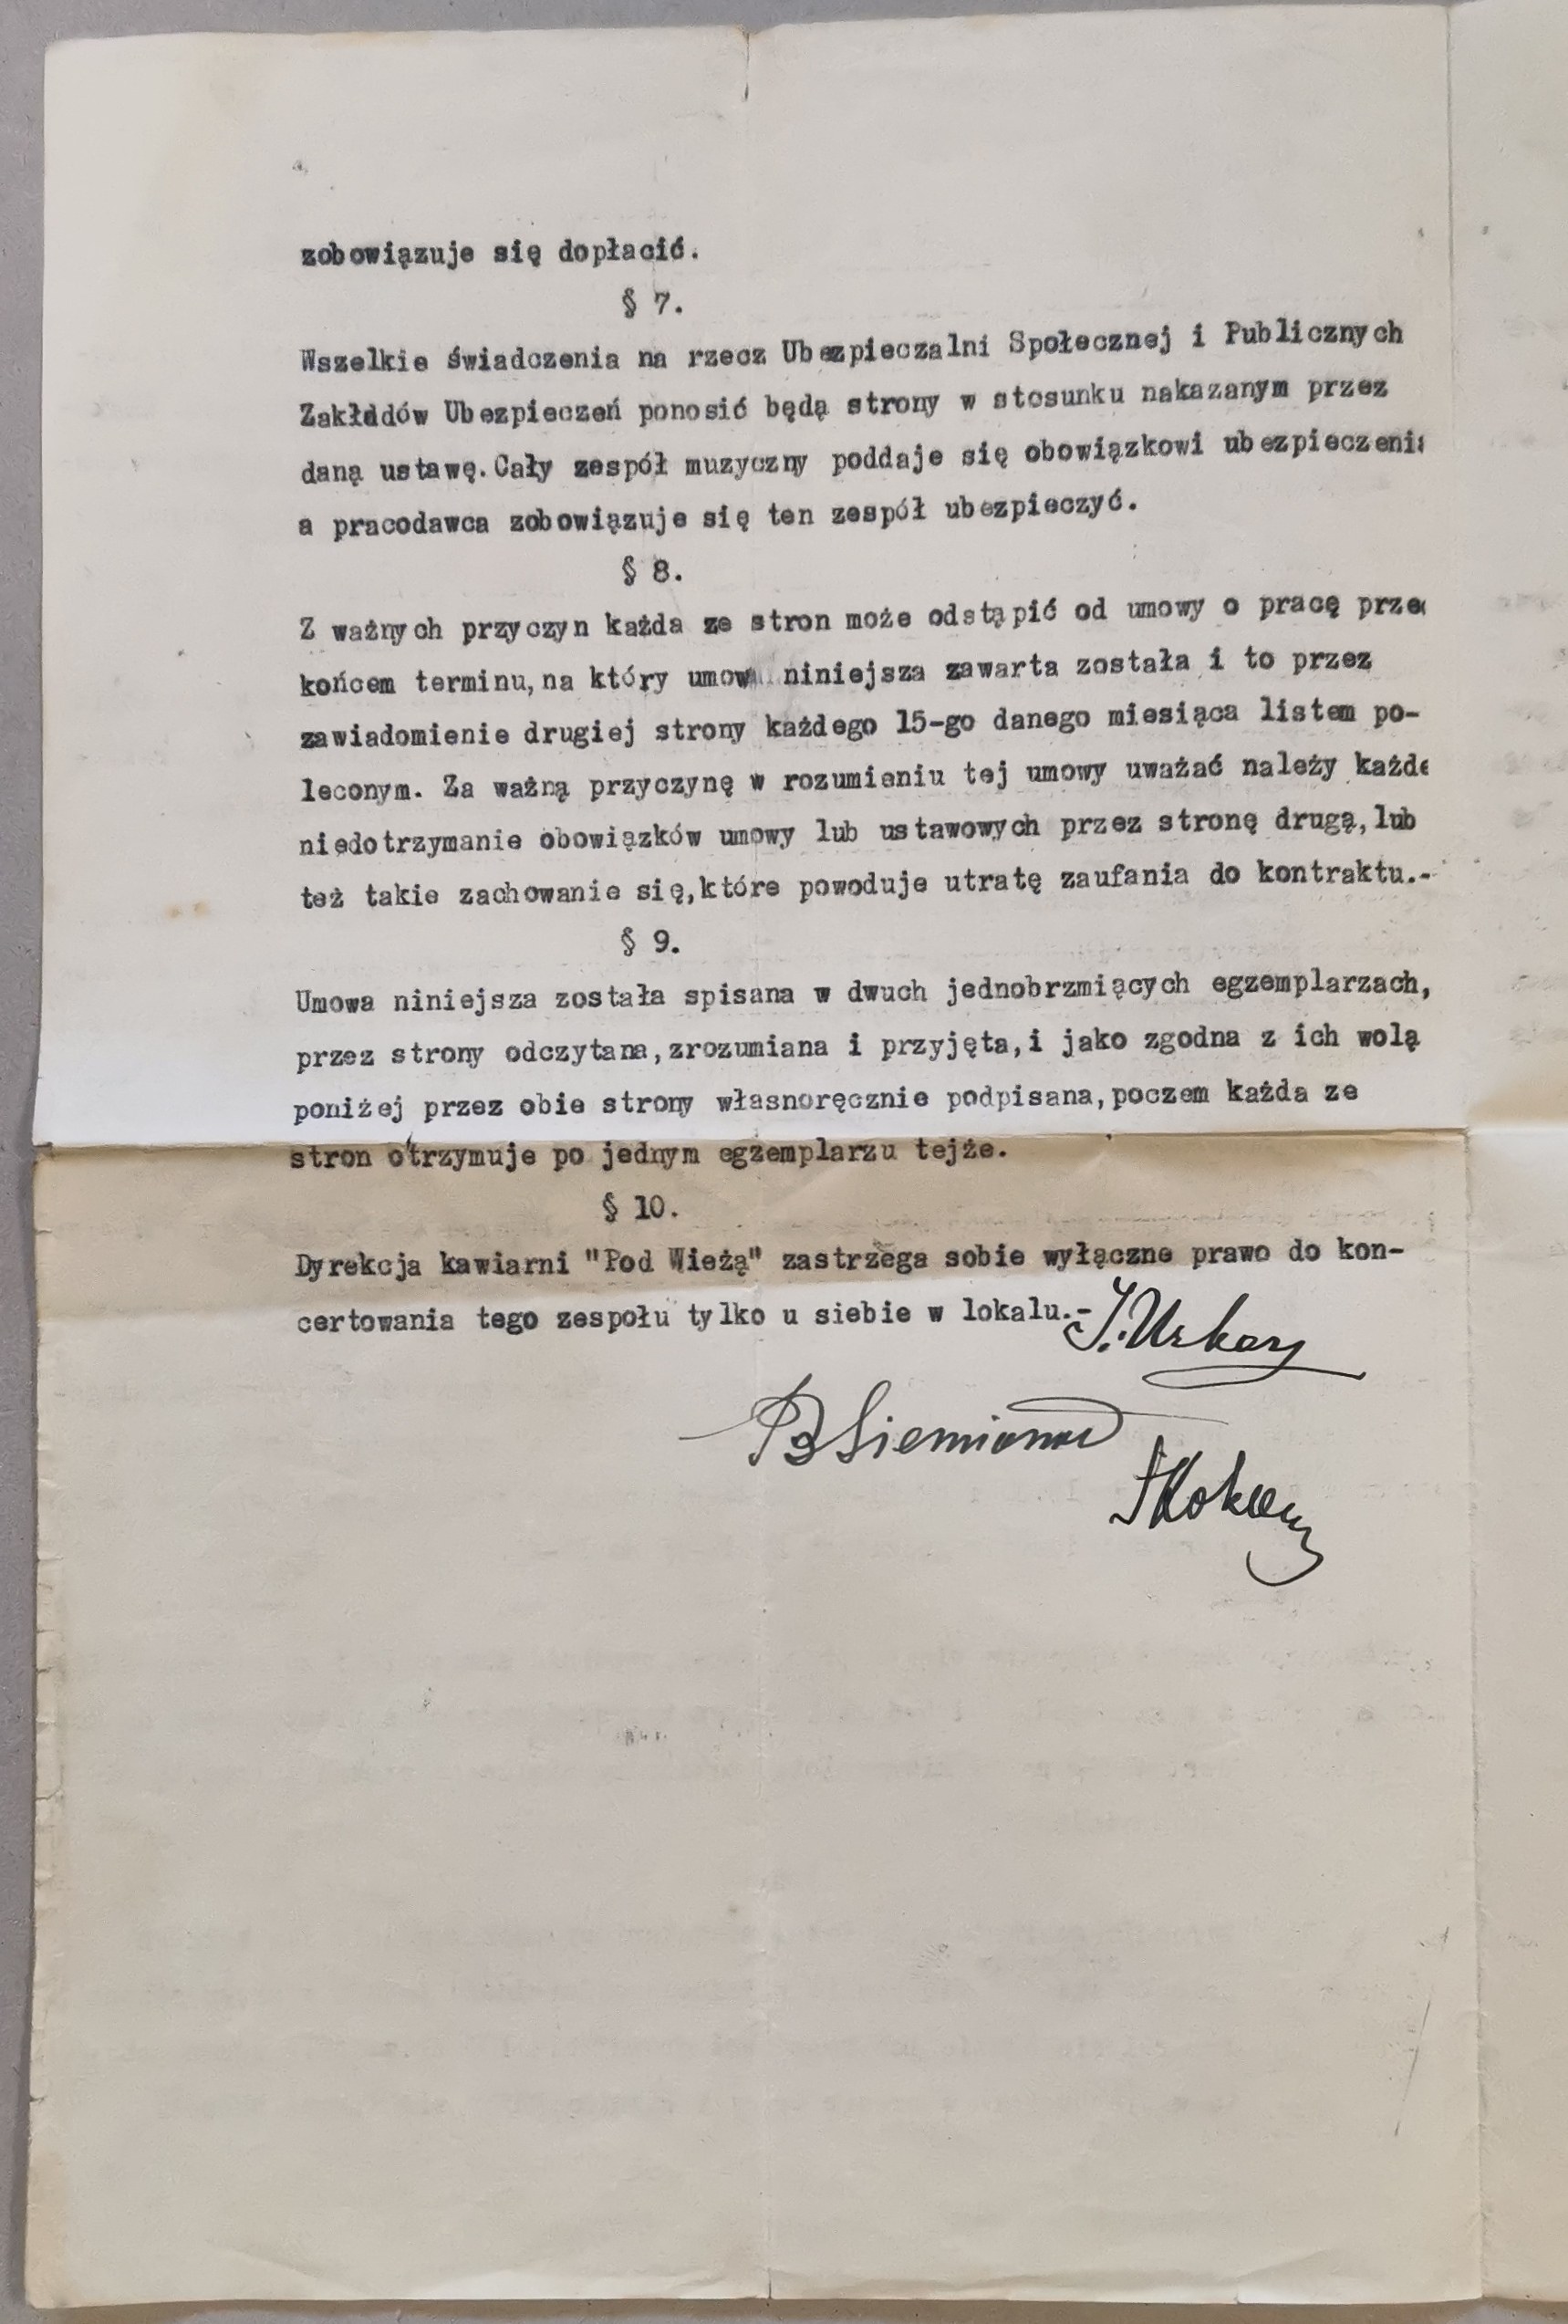 zobowiązuje się dopłacić.
§ 7.
Wszelkie świadczenia na rzecz Ubezpieczalni Społecznej i Publicznych
Zakładów Ubezpieczeń ponosić będą strony w stosunku nakazanym przez
daną ustawę.Cały zespół muzyczny poddaje się obowiązkowi ubezpieczenia
a pracodawca zobowiązuje się ten zespół ubezpieczyć.
§ 8.
Z ważnych przyczyn każda ze stron może odstąpić od umowy o pracę przed
końcem terminu,na który umowa niniejsza zawarta została i to przez
zawiadomienie drugiej strony każdego 15-go danego miesiąca listem po-
leconym. Za ważną przyczynę w rozumieniu tej umowy uważać należy każde
niedotrzymanie obowiązków umowy lub ustawowych przez stronę drugą,lub
też takie zachowanie się,które powoduje utratę zaufania do kontraktu.-
§ 9.
Umowa niniejsza została spisana w dwuch jednobrzmiących egzemplarzach,
przez strony odczytana,zrozumiana i przyjęta,i jako zgodna z ich wolą
poniżej przez obie strony własnoręcznie podpisana,poczem każda ze
stron otrzymuje po jednym egzemplarzu tejże.
§ 10.
Dyrekcja kawiarni "Pod Wieżą" zastrzega sobie wyłączne prawo do kon-
certowania tego zespołu tylko u siebie w lokalu.-